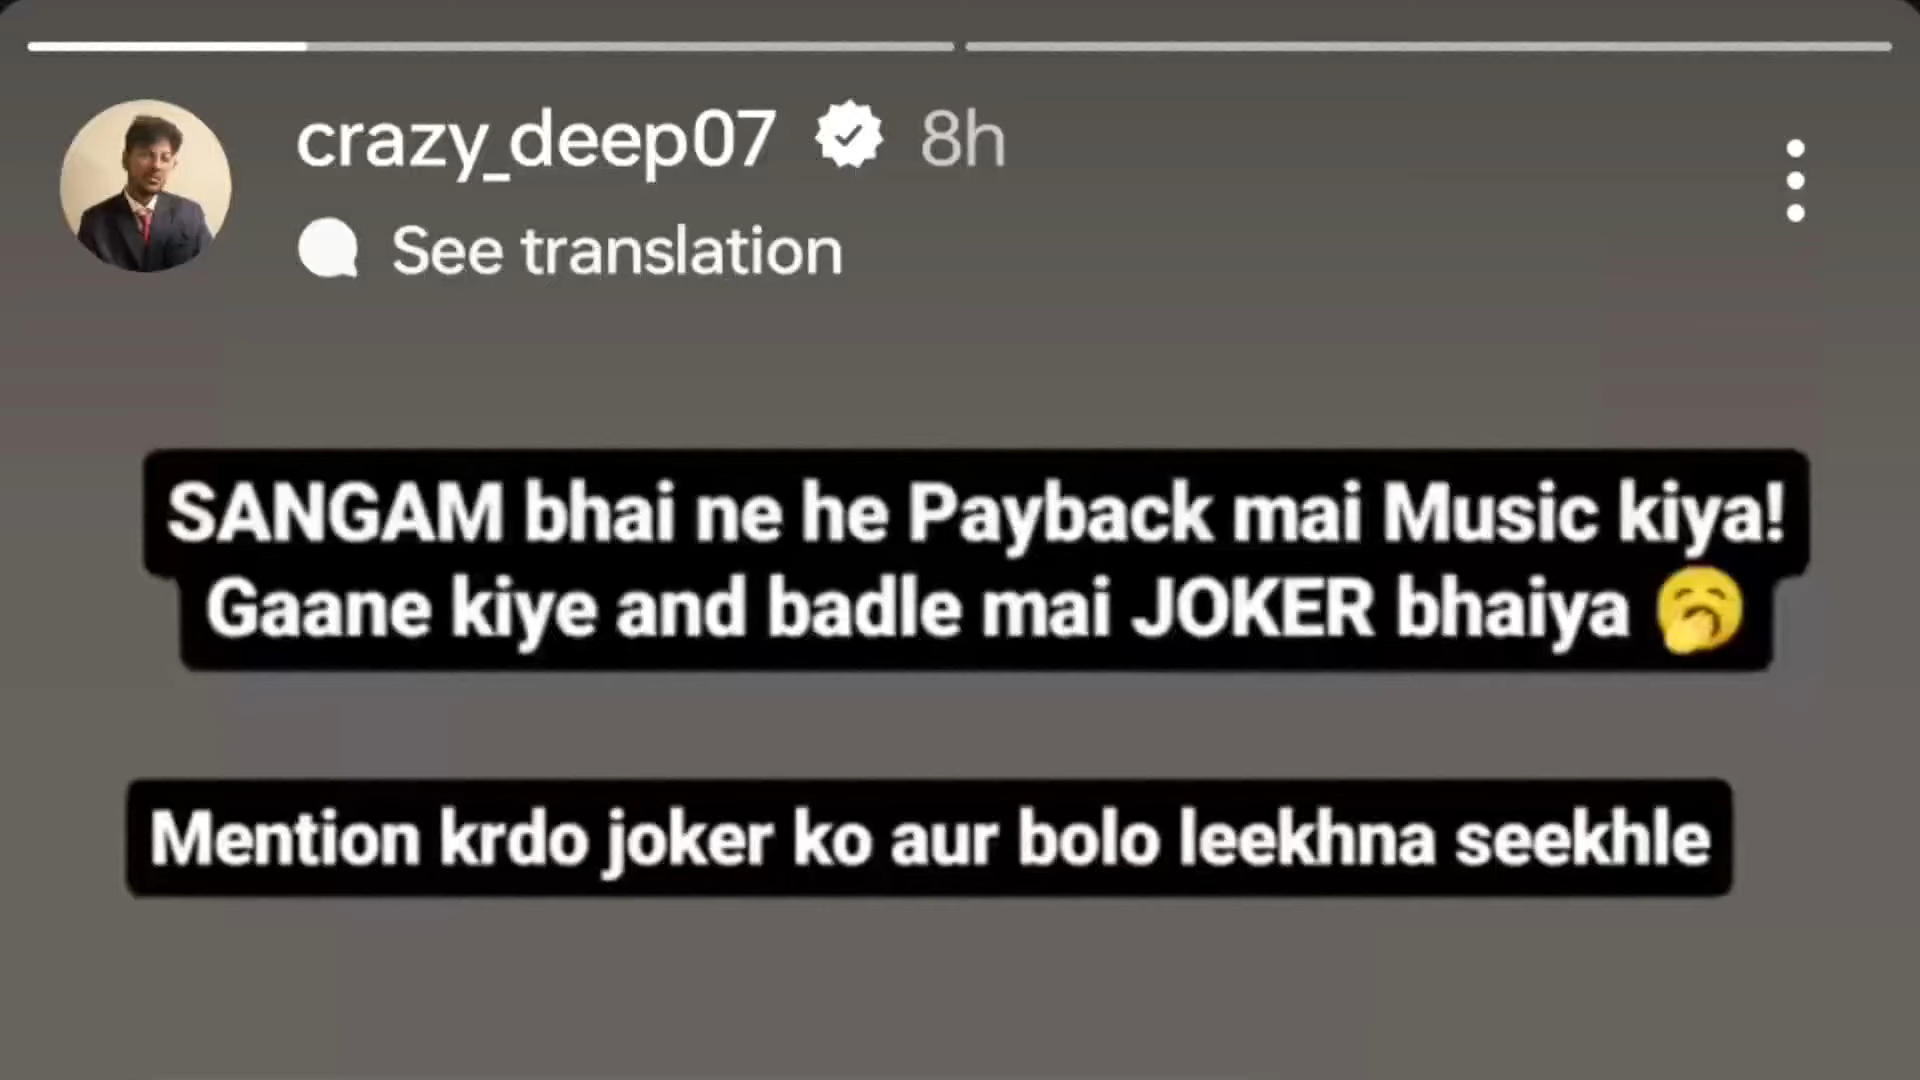 crazy_deep07 8h
See translation
SANGAM bhai ne he Payback mai Music kiya!
Gaane kiye and badle mai JOKER bhaiya 🥱
Mention krdo joker ko aur bolo leekhna seekhle